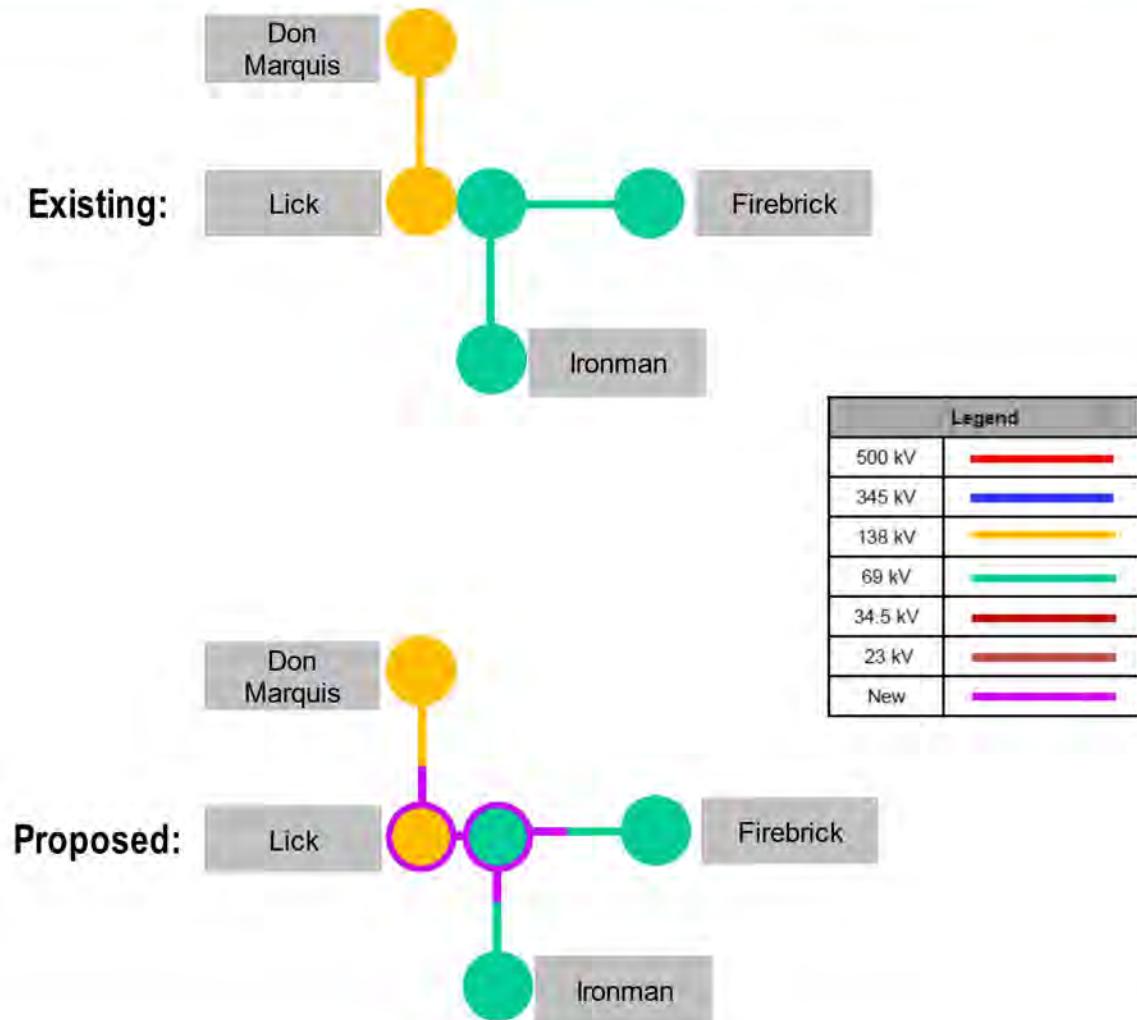 Don
Marquis
Existing:
Lick
Firebrick
Ironman
Legend
500 kV
345 kV
138 kV
69 kV
34.5 kV
23 kV
New
Don
Marquis
Proposed:
Lick
Firebrick
Ironman